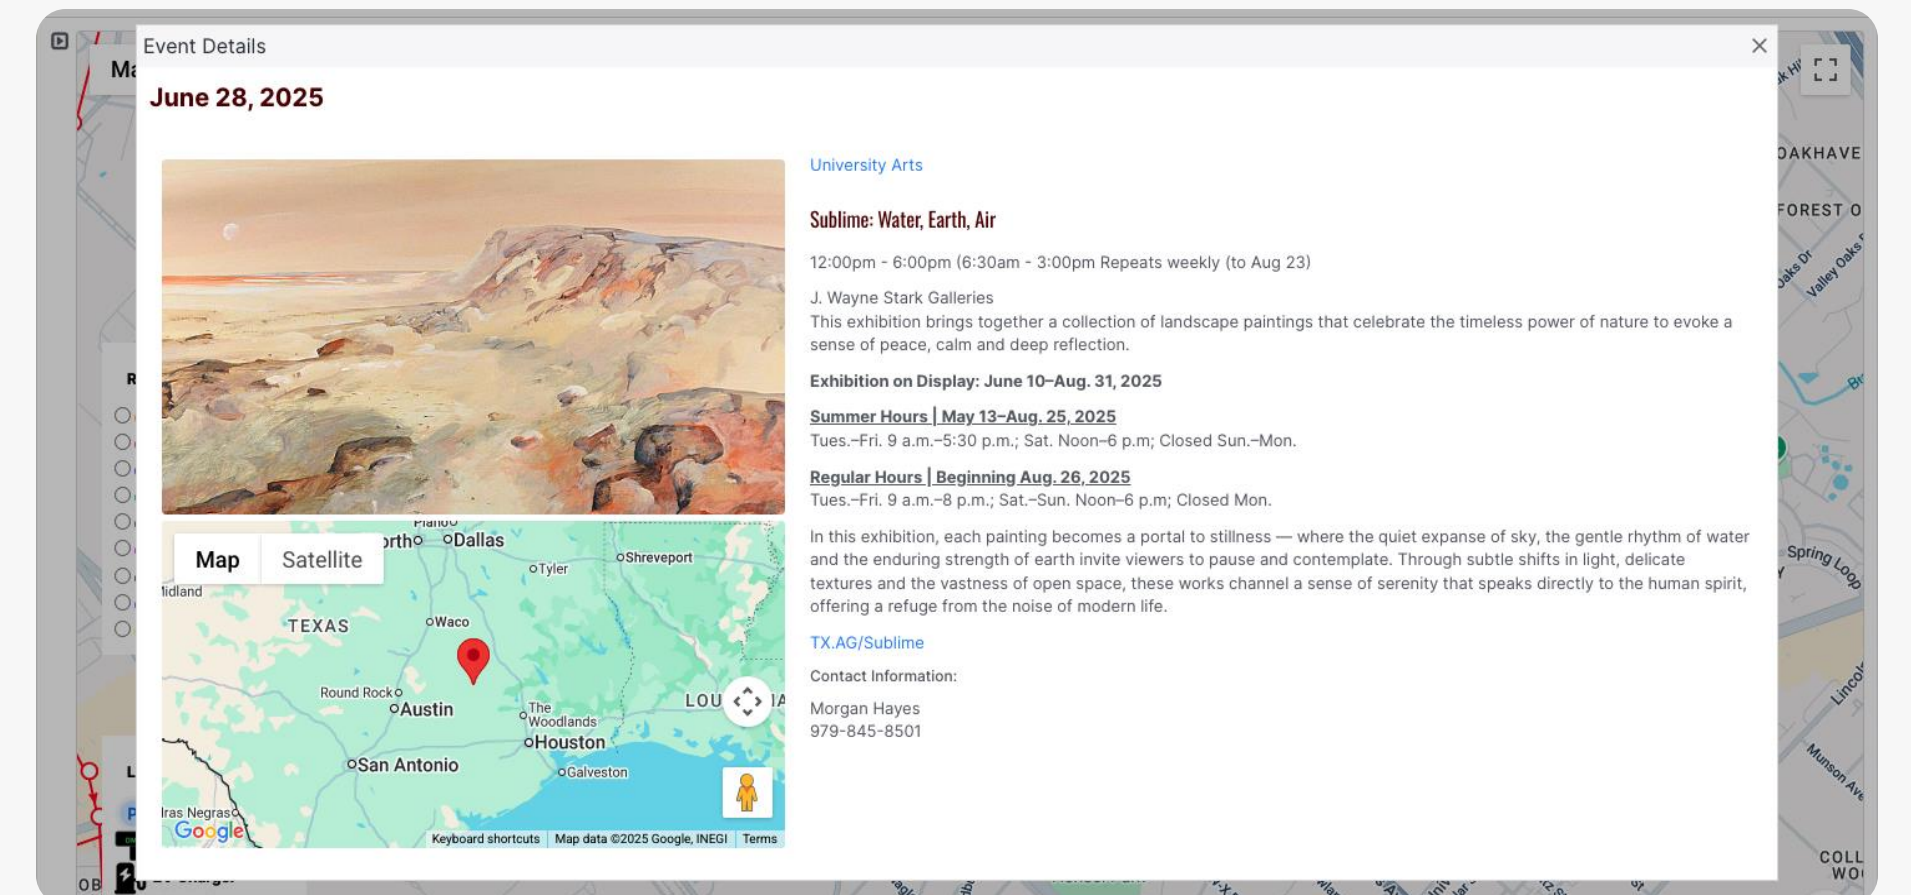 Event Details
June 28, 2025
University Arts
Sublime: Water, Earth, Air
12:00pm - 6:00pm (6:30am - 3:00pm Repeats weekly (to Aug 23)
J. Wayne Stark Galleries
This exhibition brings together a collection of landscape paintings that celebrate the timeless power of nature to evoke a
sense of peace, calm and deep reflection.
Exhibition on Display: June 10–Aug. 31, 2025
Summer Hours | May 13–Aug. 25, 2025
Tues.–Fri. 9 a.m.–5:30 p.m.; Sat. Noon–6 p.m; Closed Sun.–Mon.
Regular Hours | Beginning Aug. 26, 2025
Tues.–Fri. 9 a.m.–8 p.m.; Sat.–Sun. Noon–6 p.m; Closed Mon.
In this exhibition, each painting becomes a portal to stillness — where the quiet expanse of sky, the gentle rhythm of water
and the enduring strength of earth invite viewers to pause and contemplate. Through subtle shifts in light, delicate
textures and the vastness of open space, these works channel a sense of serenity that speaks directly to the human spirit,
offering a refuge from the noise of modern life.
TX.AG/Sublime
Contact Information:
Morgan Hayes
979-845-8501
Map Satellite
Dallas
Tyler
Shreveport
TEXAS
Waco
Round Rock
Austin
The
Woodlands
Houston
San Antonio
Galveston
Google
Keyboard shortcuts Map data ©2025 Google, INEGI Terms
OAKHAVE
FOREST O
Valley Oaks
Spring Loop
Lincol
Munson Ave
COLL